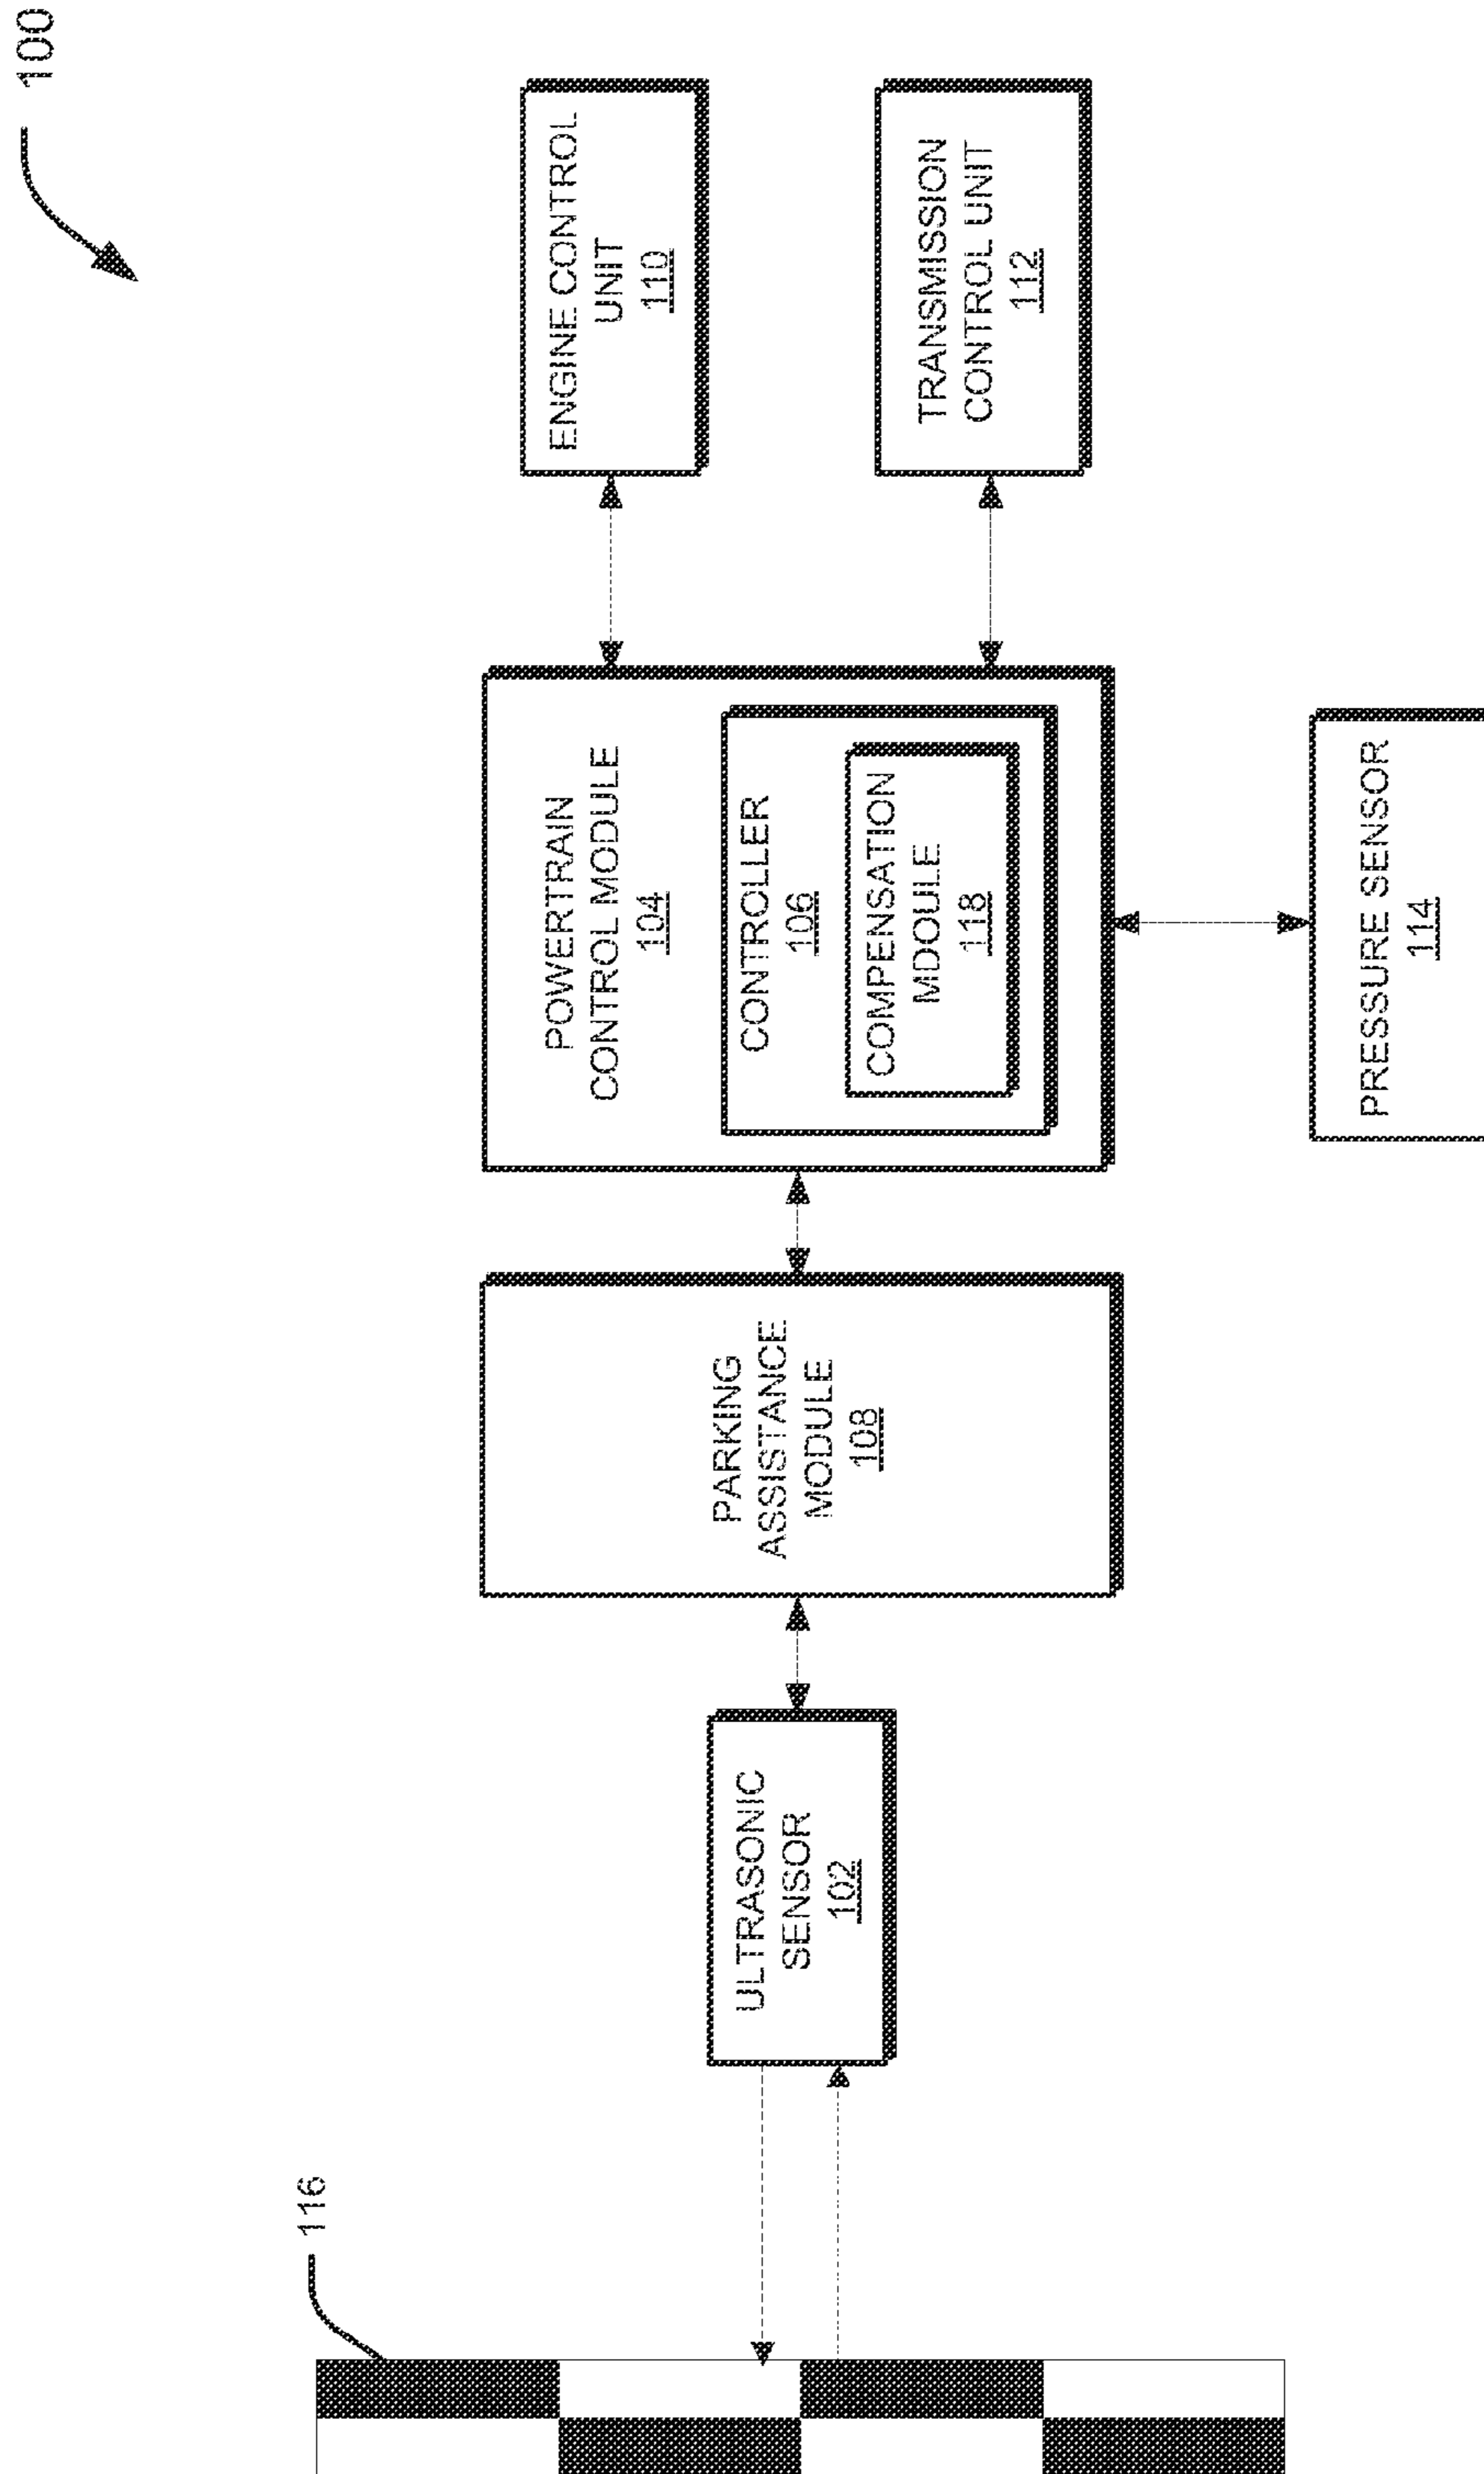 100
116
ULTRASONIC
SENSOR
102
PARKING
ASSISTANCE
MODULE
108
POWERTRAIN
CONTROL MODULE
104
CONTROLLER
106
COMPENSATION
MDOULE
118
ENGINE CONTROL
UNIT
110
TRANSMISSION
CONTROL UNIT
112
PRESSURE SENSOR
114